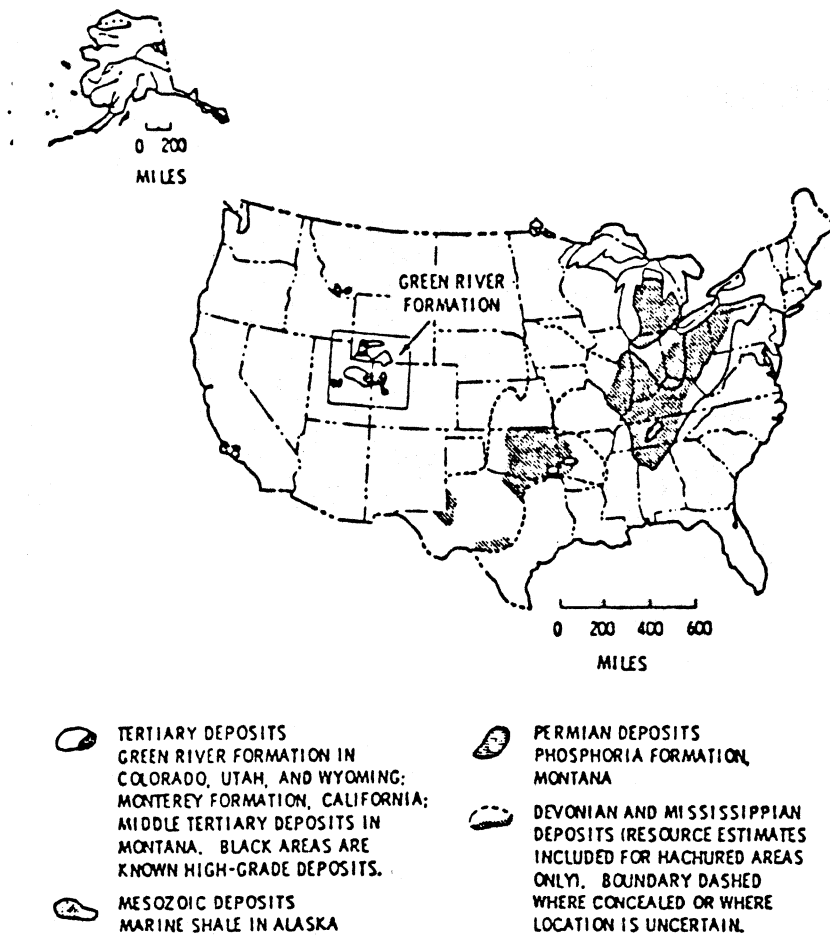 0 200
MILES
GREEN RIVER
FORMATION
0 200 400 600
MILES
TERTIARY DEPOSITS
GREEN RIVER FORMATION IN
COLORADO, UTAH, AND WYOMING;
MONTEREY FORMATION, CALIFORNIA;
MIDDLE TERTIARY DEPOSITS IN
MONTANA. BLACK AREAS ARE
KNOWN HIGH-GRADE DEPOSITS.
MESOZOIC DEPOSITS
MARINE SHALE IN ALASKA
PERMIAN DEPOSITS
PHOSPHORIA FORMATION,
MONTANA
DEVONIAN AND MISSISSIPPIAN
DEPOSITS (RESOURCE ESTIMATES
INCLUDED FOR HACHURED AREAS
ONLY). BOUNDARY DASHED
WHERE CONCEALED OR WHERE
LOCATION IS UNCERTAIN.